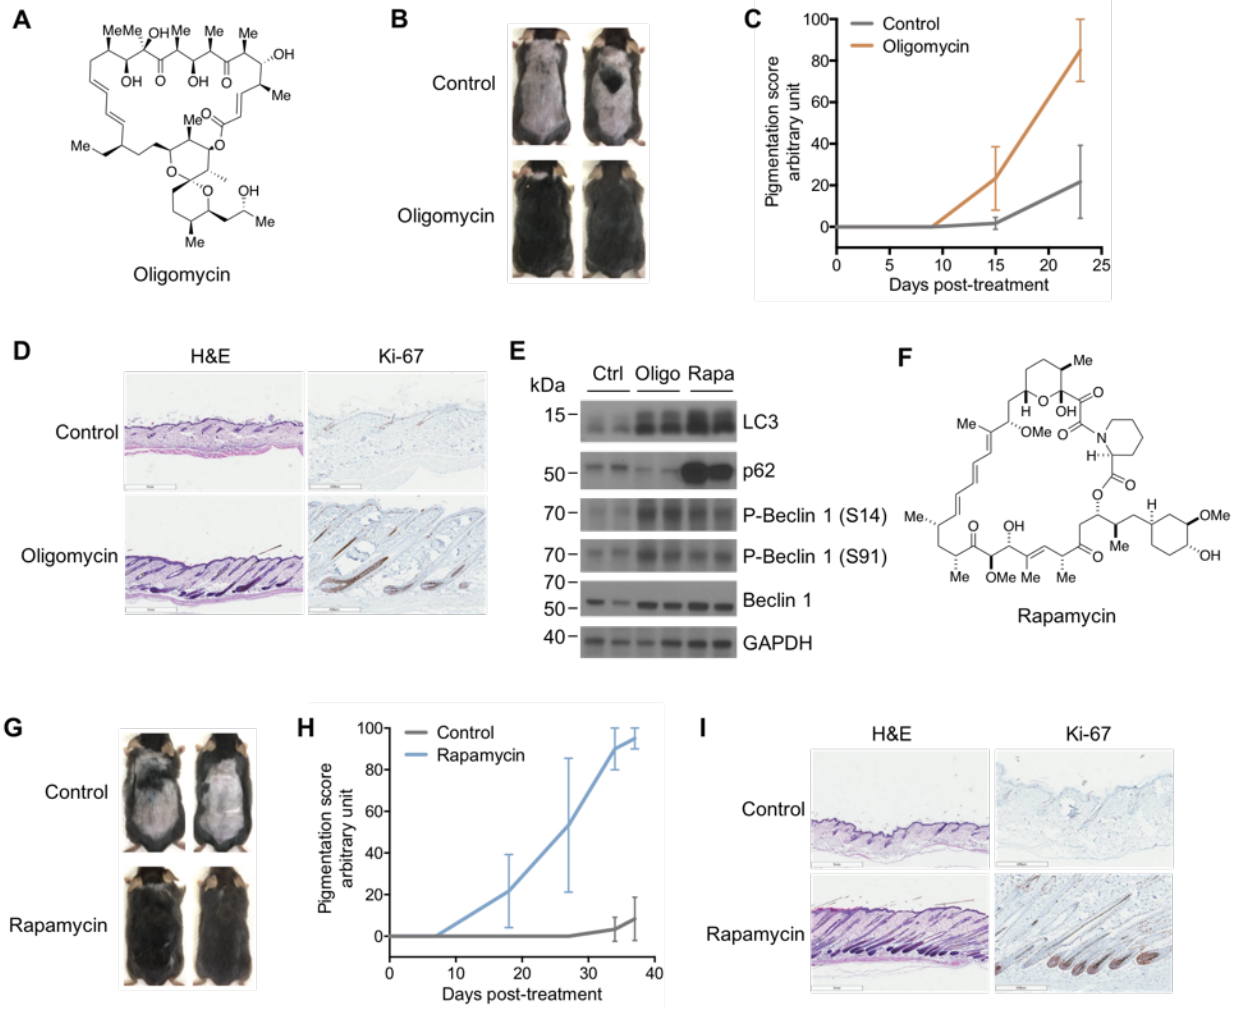 A
MeMe
OH
Me
Me
Me
OH
OH
O
OH
O
Me
O
Me
O
Me
O
O
OH
Me
Me
Oligomycin
B
Control
Oligomycin
C
Control
Oligomycin
Pigmentation score
arbitrary unit
100
80
60
40
20
0
0 5 10 15 20 25
Days post-treatment
D
H&E Ki-67
Control
Oligomycin
E
Ctrl Oligo Rapa
kDa
15 LC3
50 p62
70 P-Beclin 1 (S14)
70 P-Beclin 1 (S91)
70
50 Beclin 1
40 GAPDH
F
Me
H
O
OH
O
O
OMe
Me
N
H
O
O
Me
O
OH
O
Me
H
OMe
OH
Me
OMe
Me
Me
Rapamycin
G
Control
Rapamycin
H
Control
Rapamycin
Pigmentation score
arbitrary unit
100
80
60
40
20
0
0 10 20 30 40
Days post-treatment
I
H&E Ki-67
Control
Rapamycin